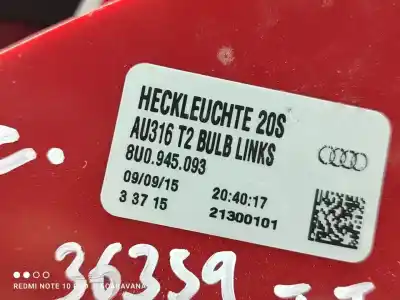 HECKLEUCHTE 20S
AU316 T2 BULB LINKS
8U0.945.093
09/09/15 20:40:17
3 37 15 21300101
36359
REDMI NOTE 10
CARAVANA